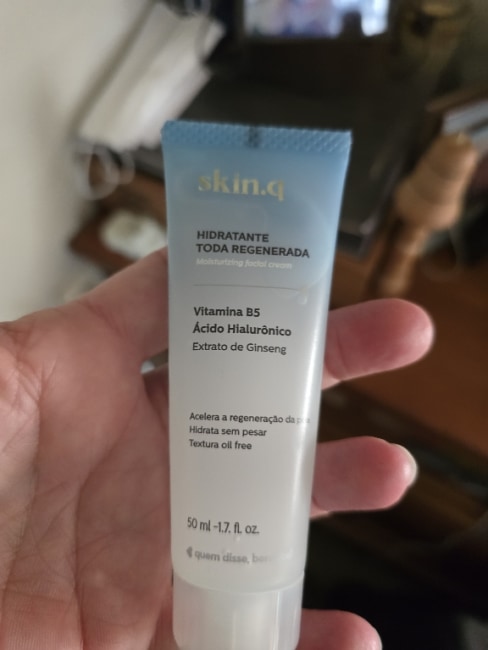 skin.q
HIDRATANTE
TODA REGENERADA
Moisturizing facial cream
Vitamina B5
Ácido Hialurônico
Extrato de Ginseng
Acelera a regeneração da
Hidrata sem pesar
Textura oil free
50 ml -1.7. fl. oz.
quem disse,